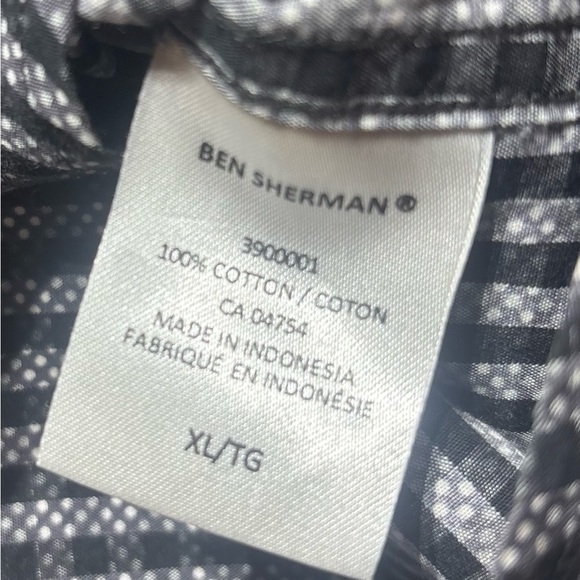 BEN SHERMAN®
3900001
100% COTTON / COTON
CA 04754
MADE IN INDONESIA
FABRIQUÉ EN INDONÉSIE
XL/TG